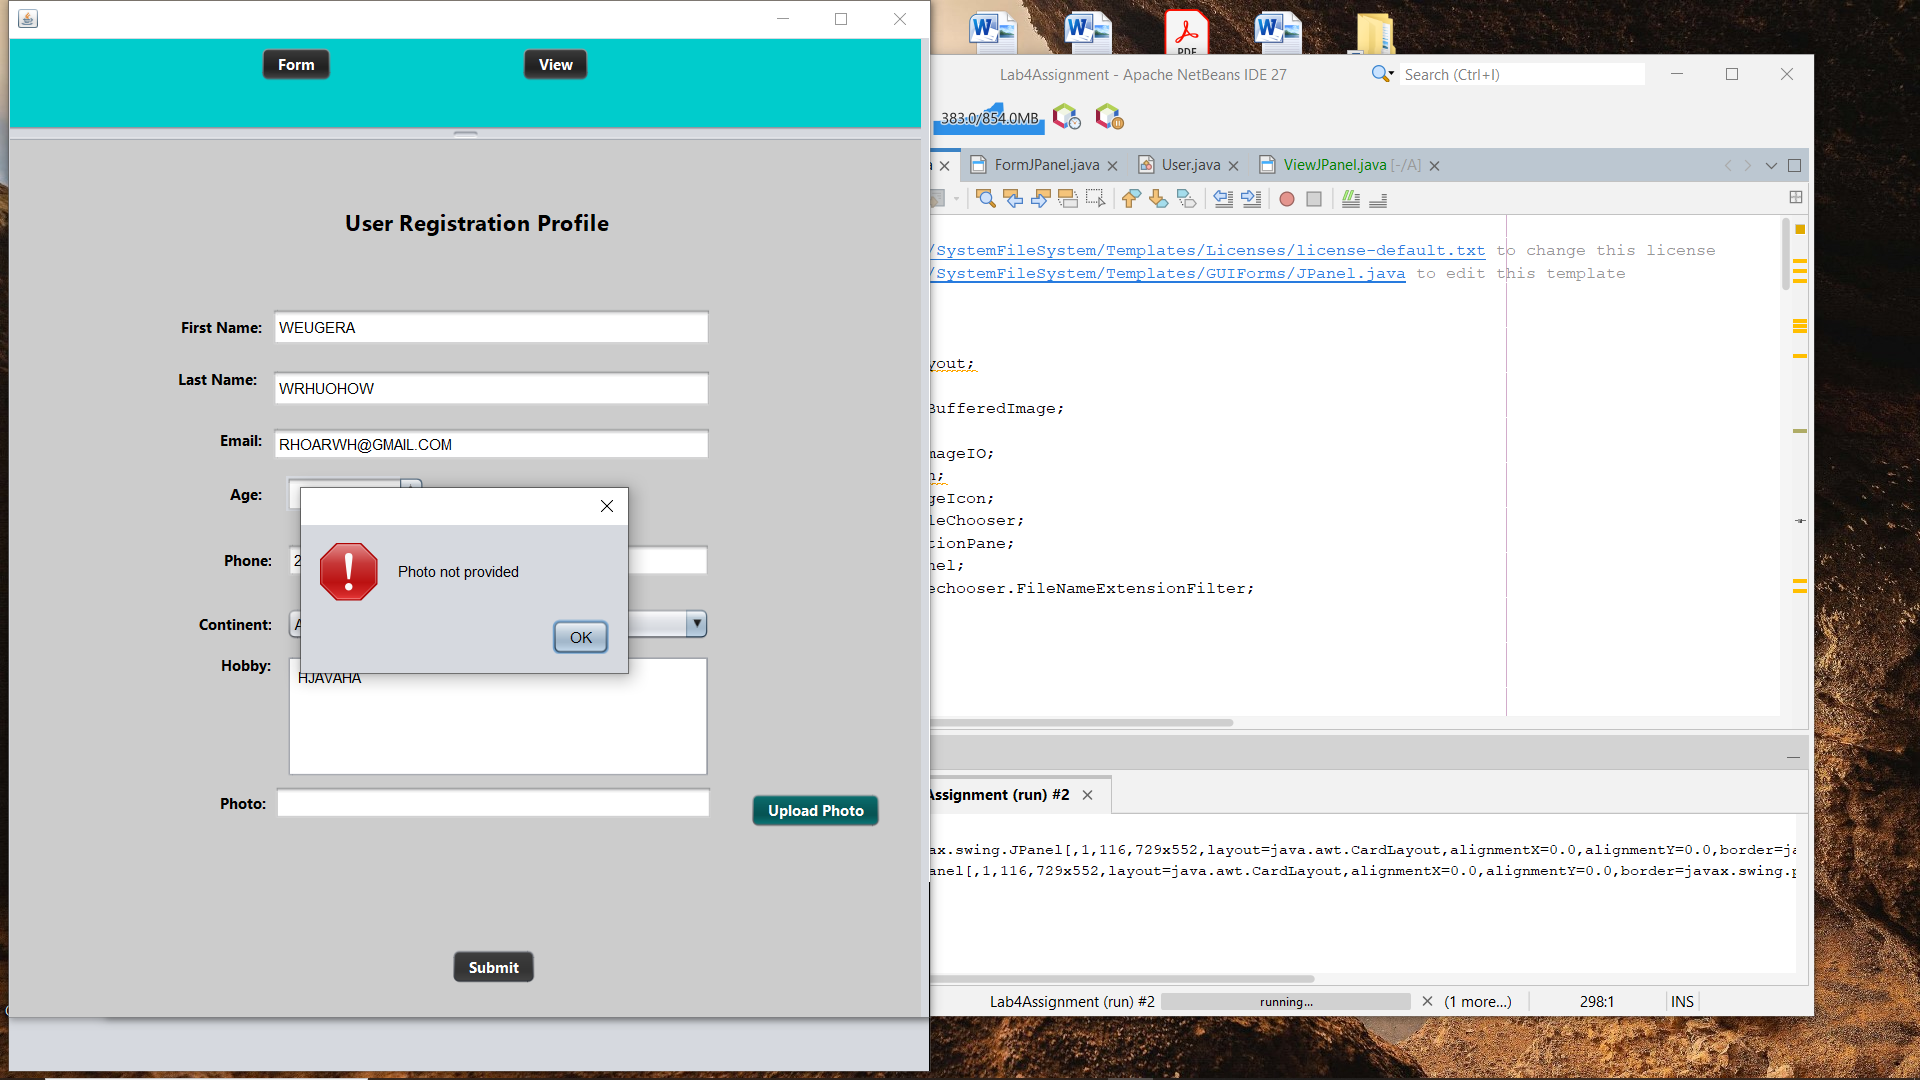 Form
View
User Registration Profile
First Name:
WEUGERA
Last Name:
WRHUOHOW
Email:
RHOARWH@GMAIL.COM
Age:
Phone:
2
Photo not provided
OK
Continent:
Hobby:
HJAVAHA
Photo:
Upload Photo
Submit
W
W
PDF
W
Lab4Assignment - Apache NetBeans IDE 27
Search (Ctrl+I)
383.0/854.0MB
FormJPanel.java
User.java
ViewJPanel.java [-/A]
/SystemFileSystem/Templates/Licenses/license-default.txt to change this license
/SystemFileSystem/Templates/GUIForms/JPanel.java to edit this template
yout;
BufferedImage;
mageIO;
n;
geIcon;
leChooser;
tionPane;
nel;
echooser.FileNameExtensionFilter;
Assignment (run) #2
ax.swing.JPanel[,1,116,729x552,layout=java.awt.CardLayout,alignmentX=0.0,alignmentY=0.0,border=ja
anel[,1,116,729x552,layout=java.awt.CardLayout,alignmentX=0.0,alignmentY=0.0,border=javax.swing.p
Lab4Assignment (run) #2
running...
(1 more...)
298:1
INS